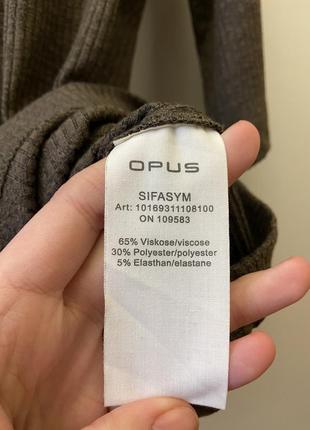 OPUS
SIFASYM
Art: 10169311108100
ON 109583
65% Viskose/viscose
30% Polyester/polyester
5% Elasthan/elastane